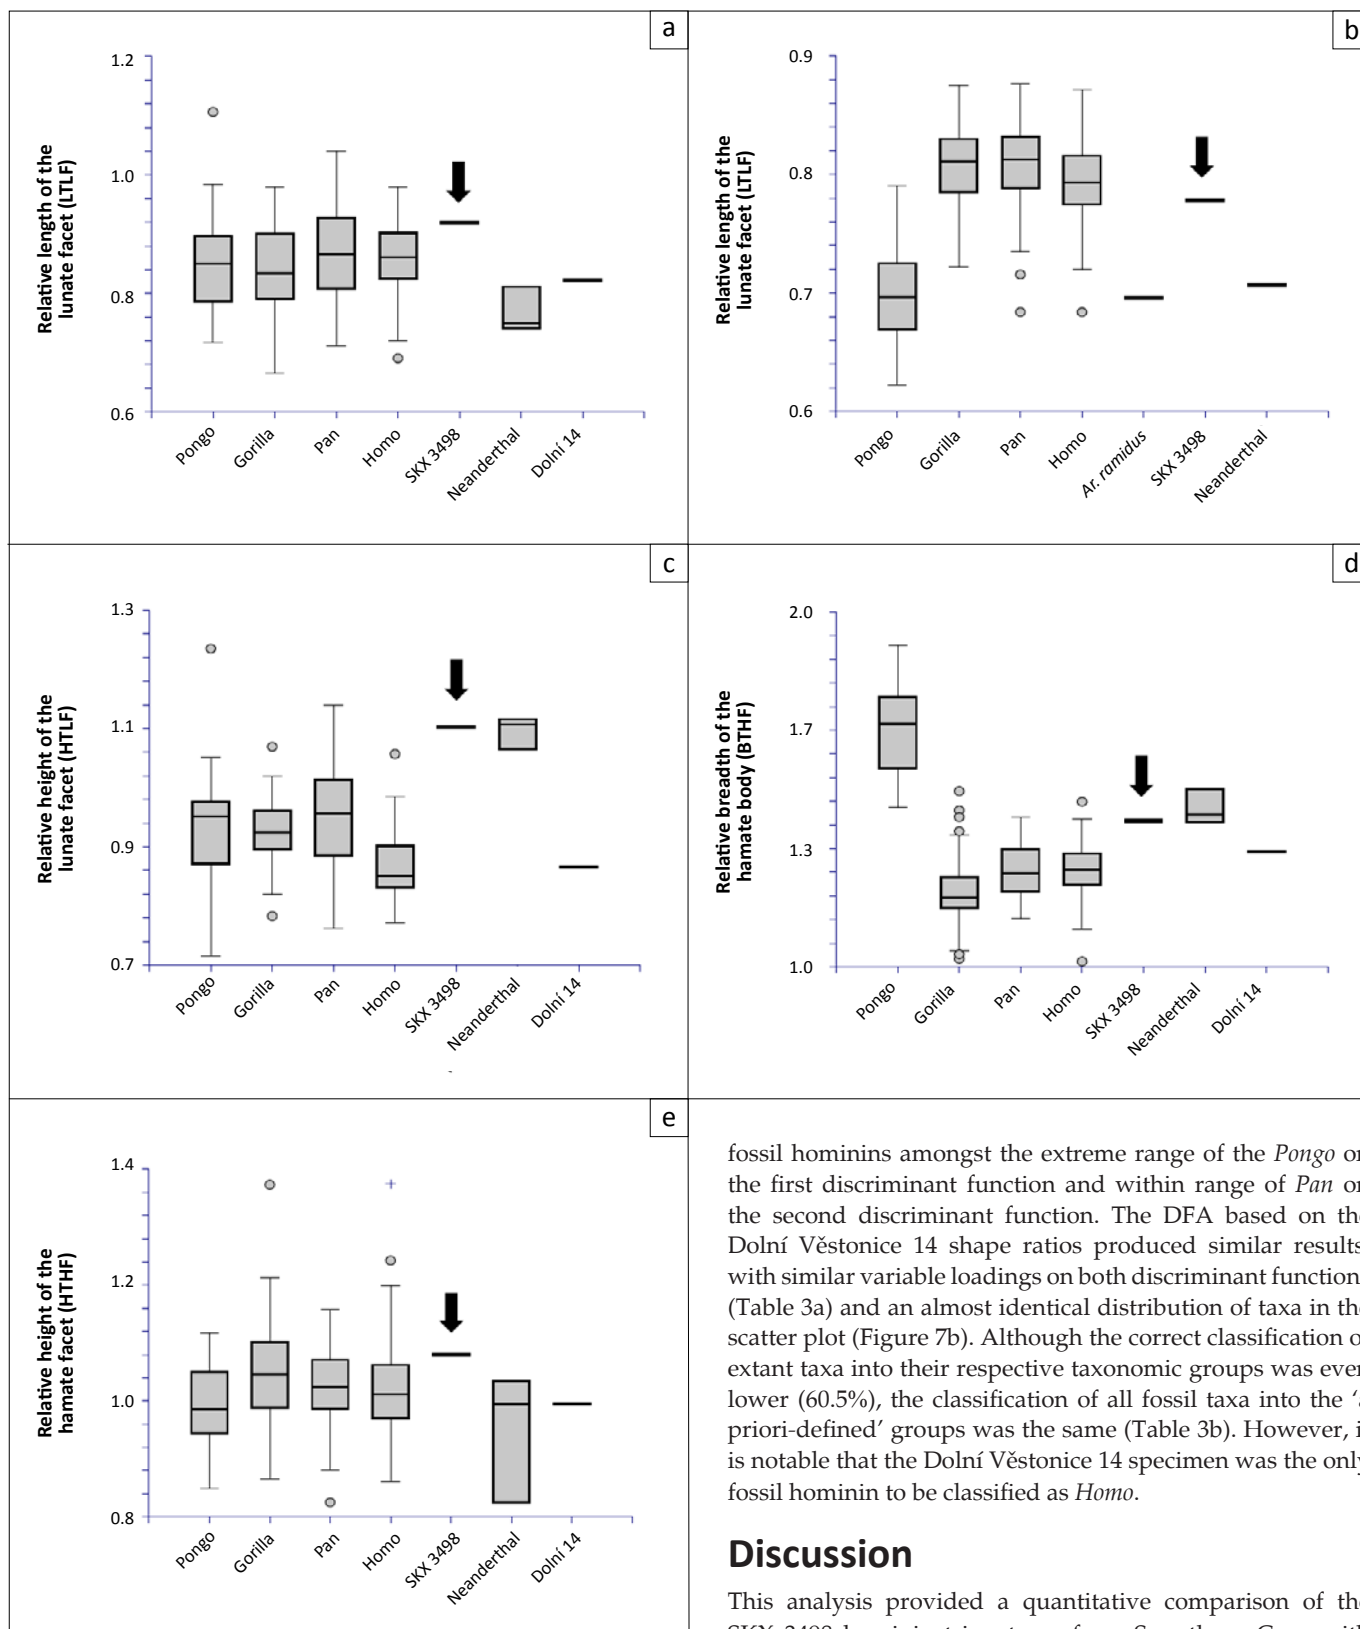 a
Relative length of the
lunate facet (LTLF)
1.2
1.0
0.8
0.6
Pongo
Gorilla
Pan
Homo
SKX 3498
Neanderthal
Dolní 14
b
Relative length of the
lunate facet (LTLF)
0.9
0.8
0.7
0.6
Pongo
Gorilla
Pan
Homo
Ar. ramidus
SKX 3498
Neanderthal
c
Relative height of the
lunate facet (HTLF)
1.3
1.1
0.9
0.7
Pongo
Gorilla
Pan
Homo
SKX 3498
Neanderthal
Dolní 14
d
Relative breadth of the
hamate body (BTHF)
2.0
1.7
1.3
1.0
Pongo
Gorilla
Pan
Homo
SKX 3498
Neanderthal
Dolní 14
e
Relative height of the
hamate facet (HTHF)
1.4
1.2
1.0
0.8
Pongo
Gorilla
Pan
Homo
SKX 3498
Neanderthal
Dolní 14
fossil hominins amongst the extreme range of the Pongo
the first discriminant function and within range of Pan
the second discriminant function. The DFA based on
Dolní Věstonice 14 shape ratios produced similar results
with similar variable loadings on both discriminant function
(Table 3a) and an almost identical distribution of taxa in
scatter plot (Figure 7b). Although the correct classification
extant taxa into their respective taxonomic groups was
lower (60.5%), the classification of all fossil taxa into the
priori-defined’ groups was the same (Table 3b). However,
is notable that the Dolní Věstonice 14 specimen was the
fossil hominin to be classified as Homo.
Discussion
This analysis provided a quantitative comparison of